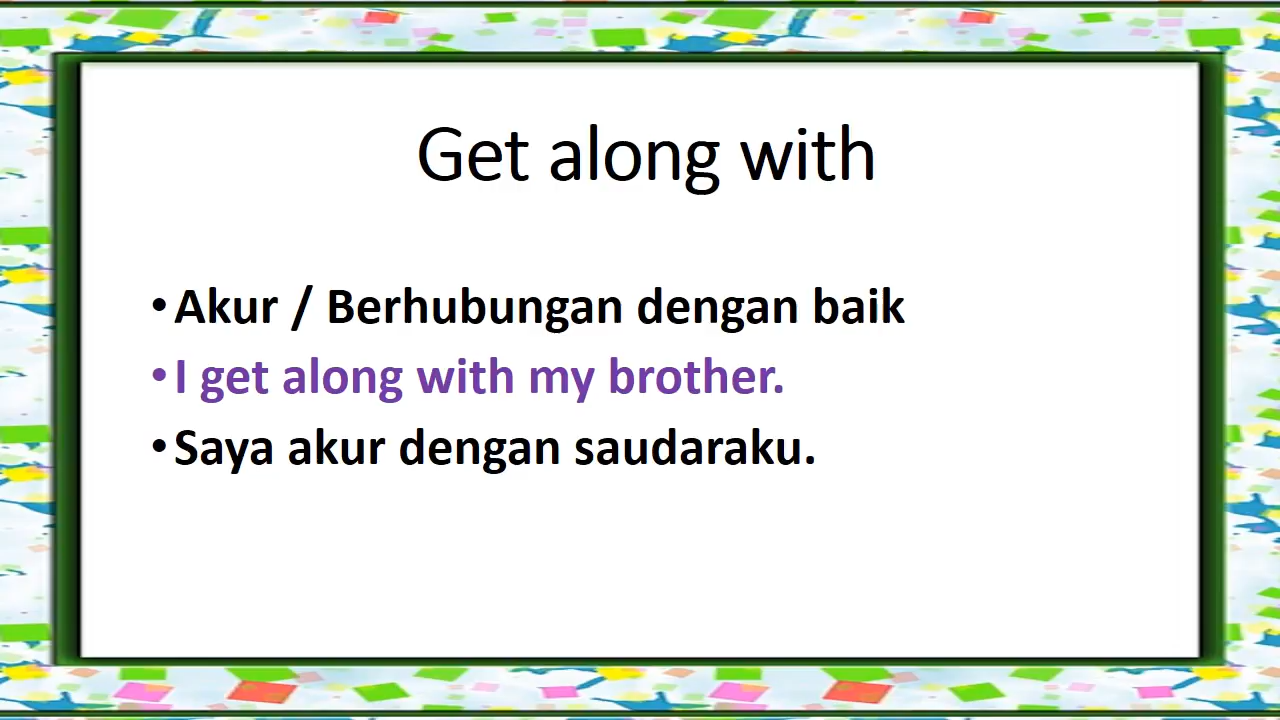 Get along with
•Akur / Berhubungan dengan baik
•I get along with my brother.
•Saya akur dengan saudaraku.